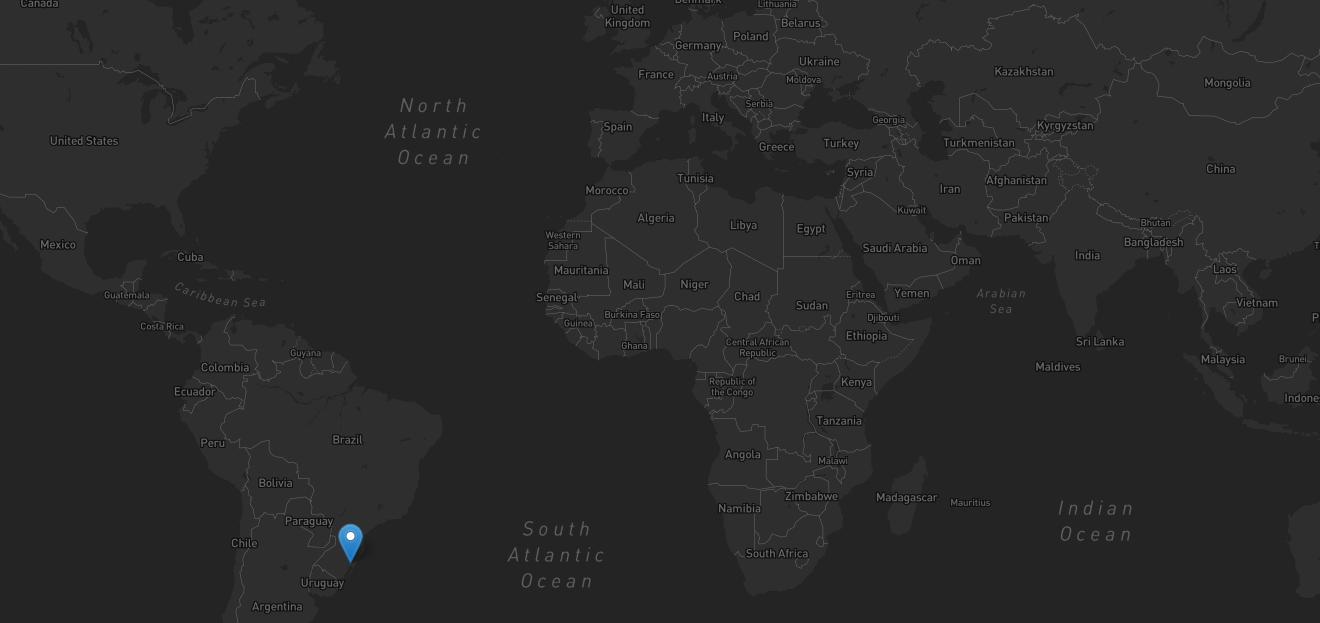 Canada
United
Kingdom
Denmark
Lithuania
Belarus
Poland
Germany
Ukraine
France
Austria
Moldova
Kazakhstan
Mongolia
Serbia
North
Atlantic
Ocean
Italy
Spain
Georgia
Kyrgyzstan
United States
Greece
Turkey
Turkmenistan
Syria
China
Tunisia
Afghanistan
Morocco
Iran
Kuwait
Algeria
Libya
Egypt
Pakistan
Bhutan
Western
Sahara
Mexico
Saudi Arabia
Bangladesh
India
Cuba
Oman
Mauritania
Laos
Mali
Niger
Guatemala
Caribbean Sea
Senegal
Chad
Sudan
Eritrea
Yemen
Arabian
Sea
Vietnam
Costa Rica
Guinea
Burkina Faso
Djibouti
Ethiopia
Ghana
Central African
Republic
Sri Lanka
Guyana
Malaysia
Brunei
Colombia
Maldives
Ecuador
Republic of
the Congo
Kenya
Indone
Tanzania
Peru
Brazil
Angola
Malawi
Bolivia
Zimbabwe
Madagascar
Mauritius
Namibia
Indian
Ocean
Paraguay
South
Atlantic
Ocean
Chile
South Africa
Uruguay
Argentina